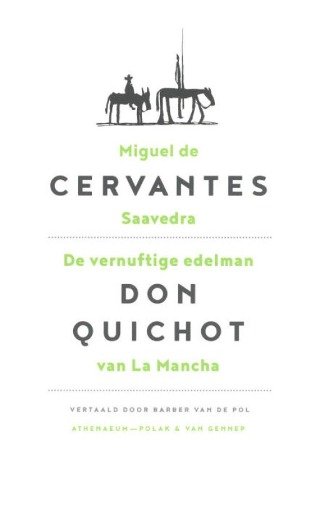 Miguel de
CERVANTES
Saavedra
De vernuftige edelman
DON
QUICHOT
van La Mancha
VERTAALD DOOR BARBER VAN DE POL
ATHENAEUM—POLAK & VAN GENNEP